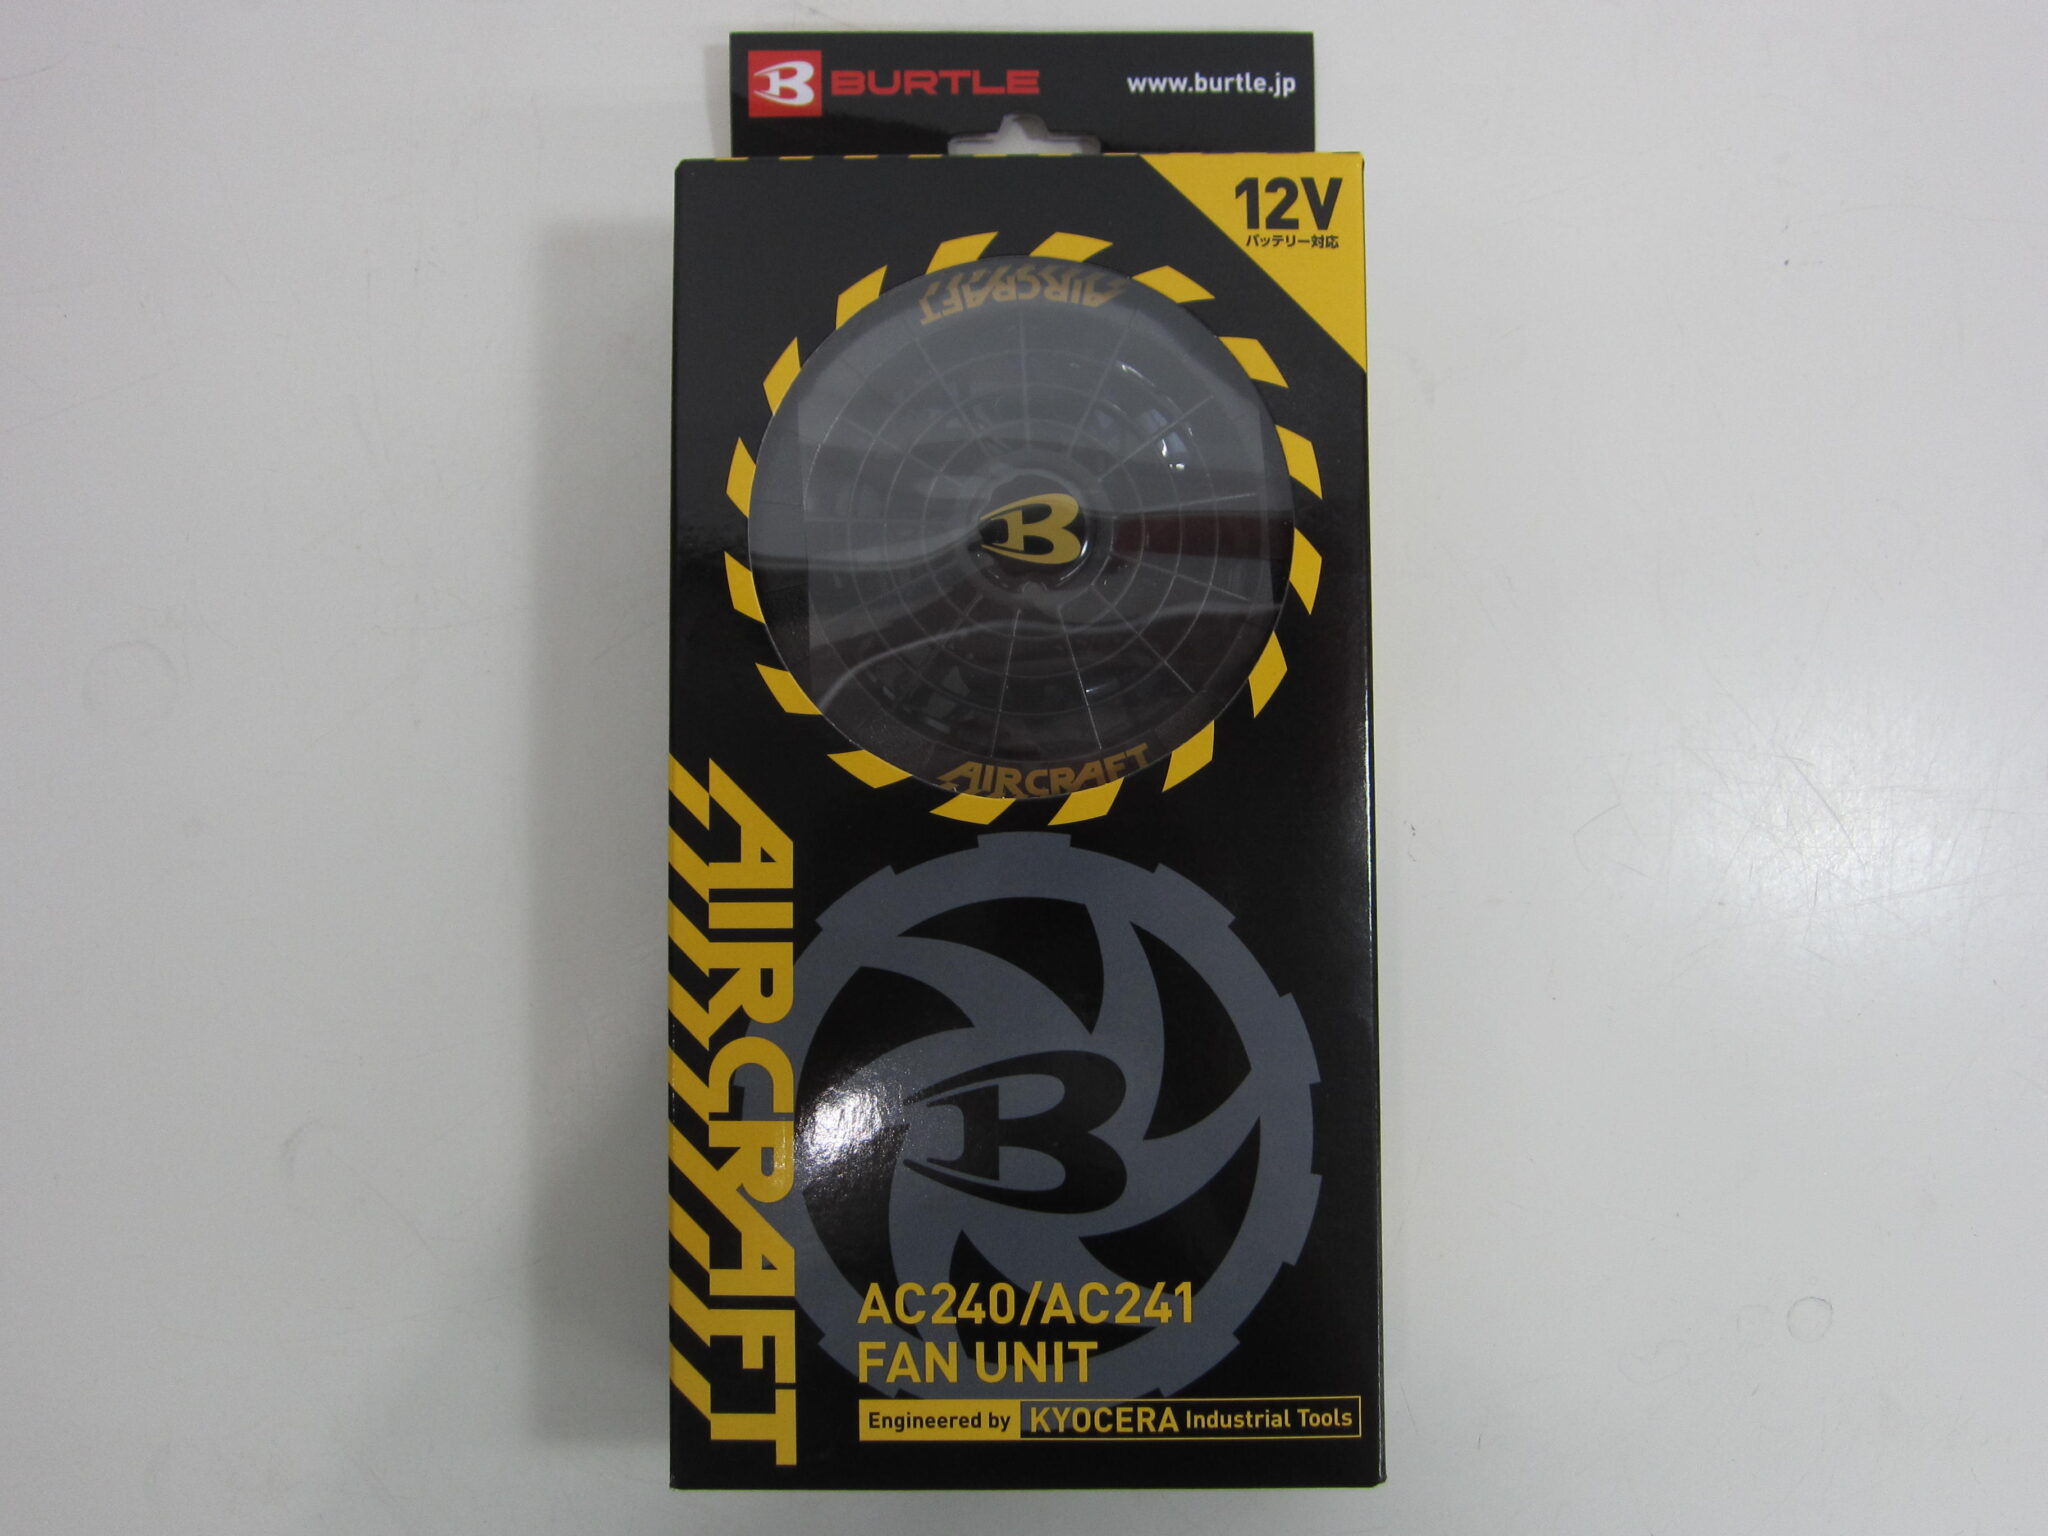 B BURTLE
www.burtle.jp
12V
バッテリー対応
AIRCRAFT
B
AIRCRAFT
AIRCRAFT
B
AC240/AC241
FAN UNIT
Engineered by KYOCERA Industrial Tools